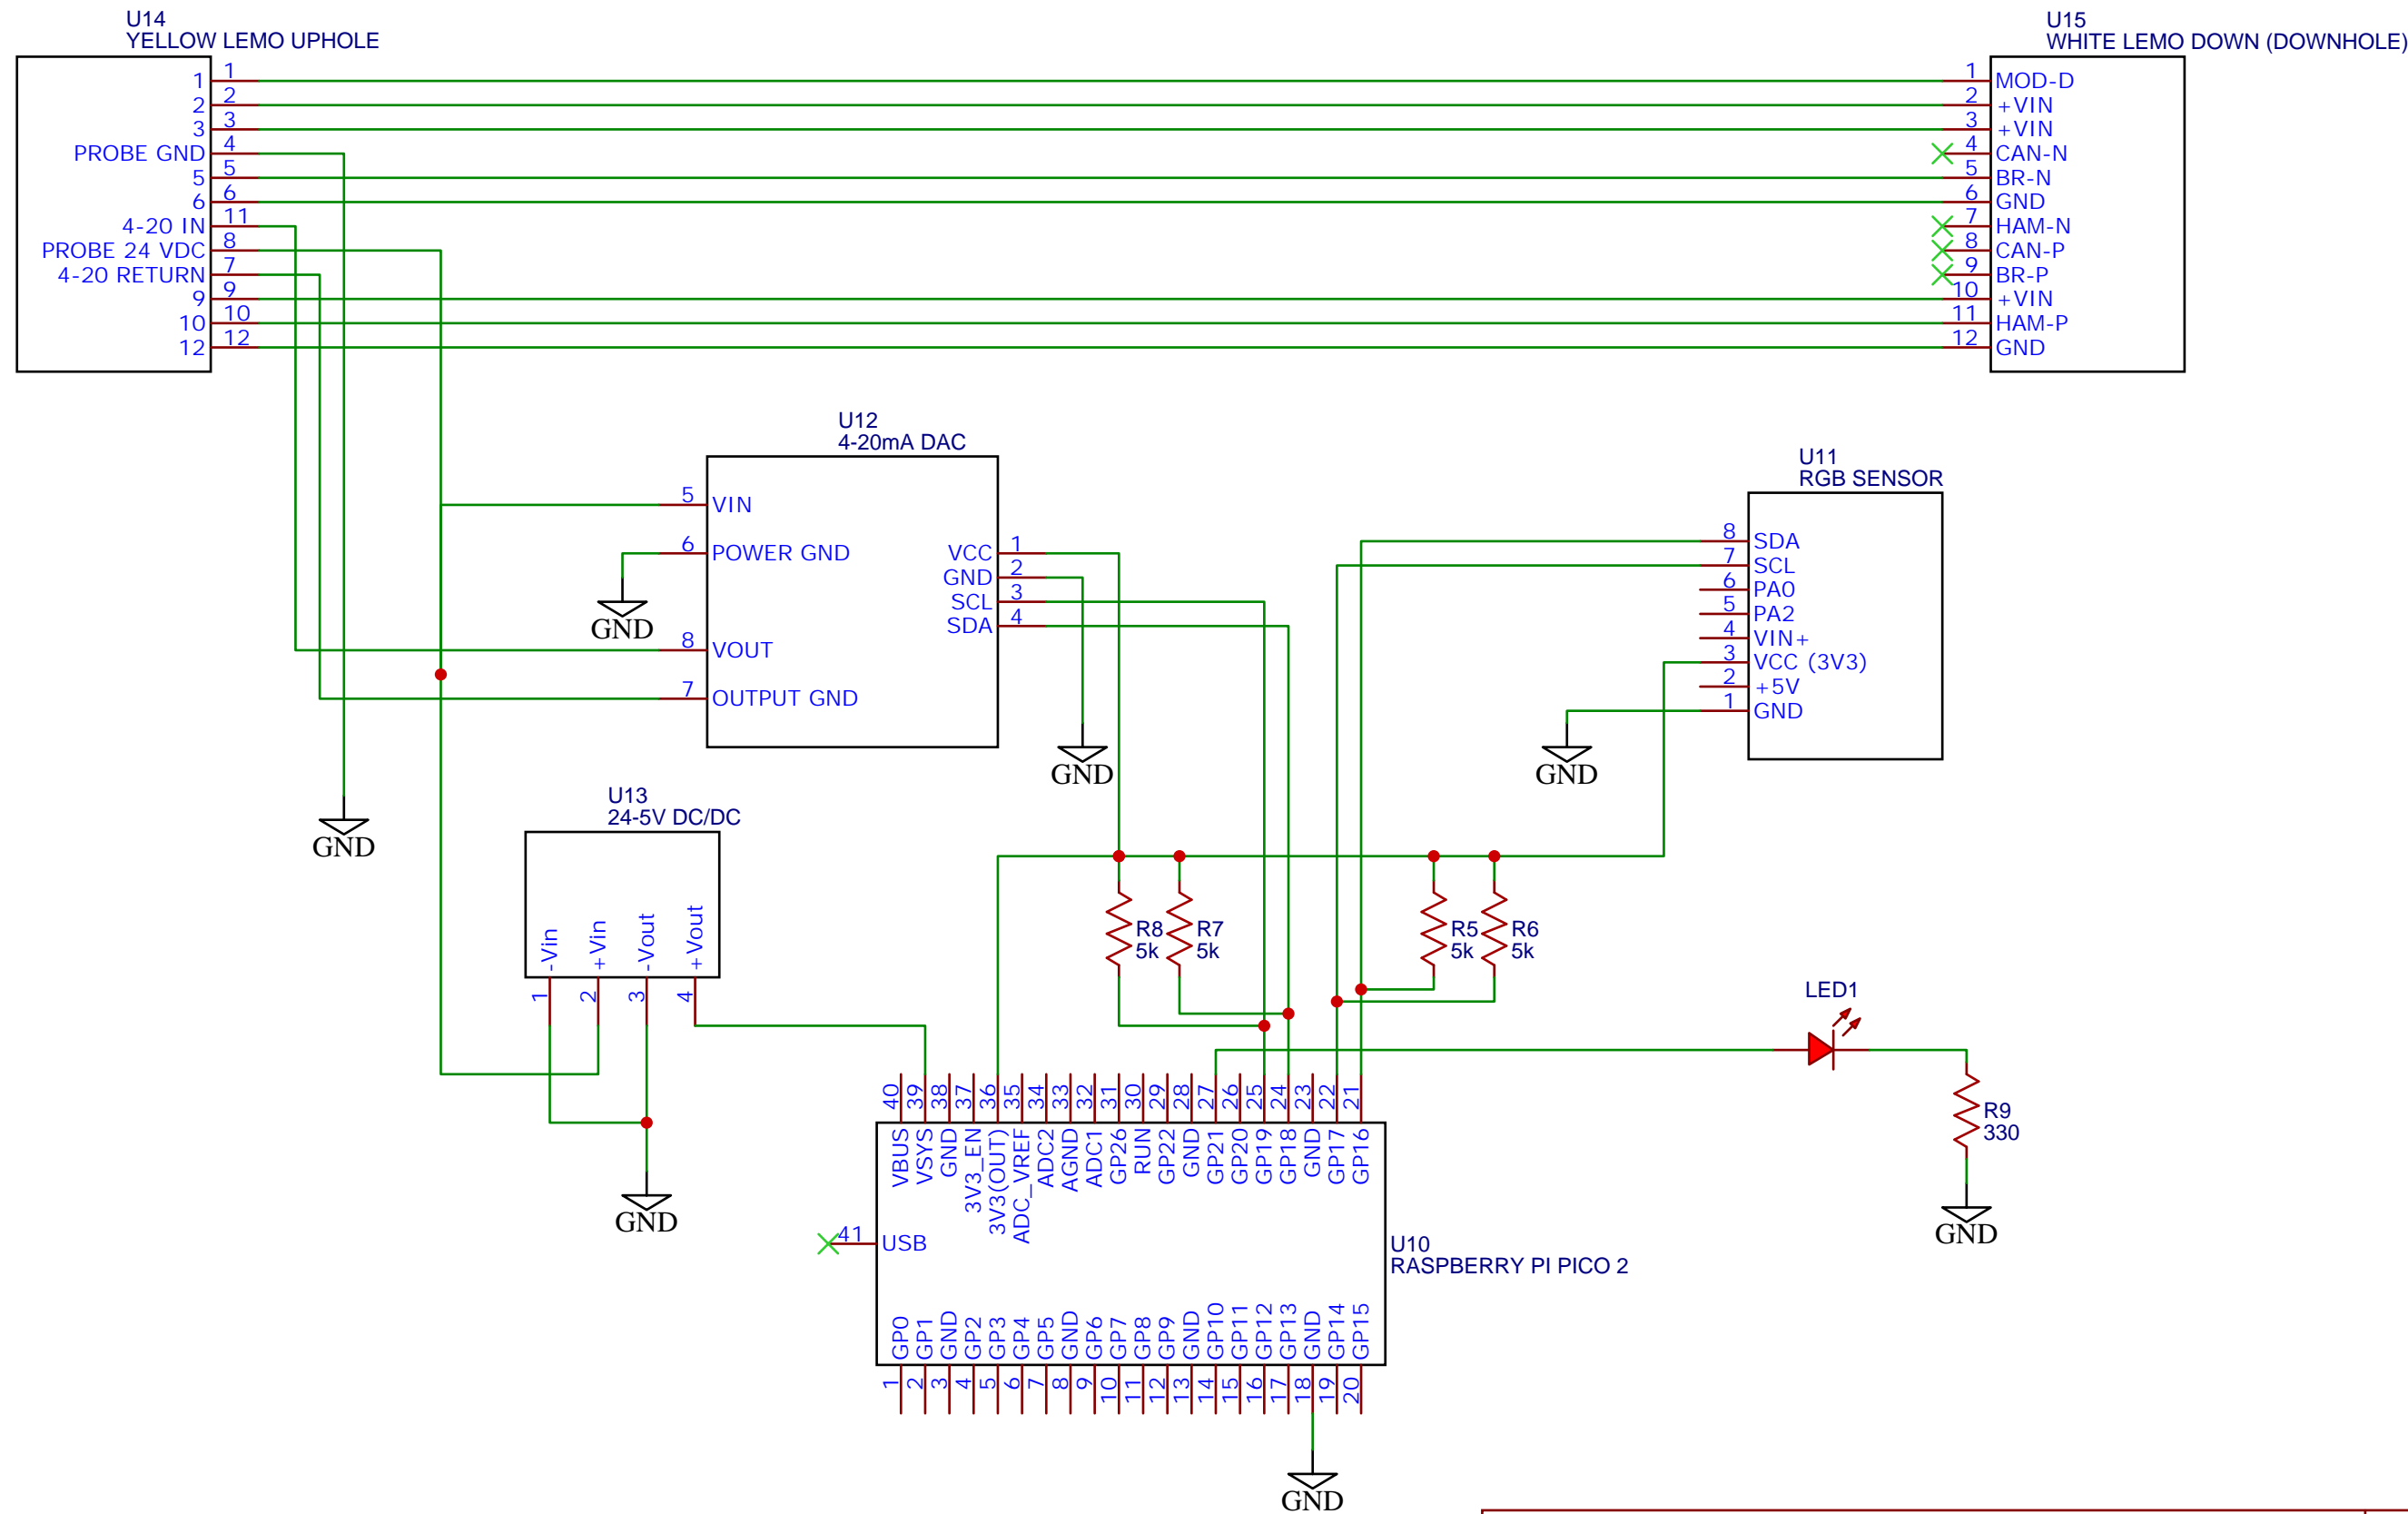 U14
YELLOW LEMO UPHOLE
1 1
2 2
3 3
PROBE GND 4
5 5
6 6
4-20 IN 11
PROBE 24 VDC 8
4-20 RETURN 7
9 9
10 10
12 12
U15
WHITE LEMO DOWN (DOWNHOLE)
1 MOD-D
2 +VIN
3 +VIN
4 CAN-N
5 BR-N
6 GND
7 HAM-N
8 CAN-P
9 BR-P
10 +VIN
11 HAM-P
12 GND
U12
4-20mA DAC
5 VIN
6 POWER GND
8 VOUT
7 OUTPUT GND
VCC 1
GND 2
SCL 3
SDA 4
GND
GND
U11
RGB SENSOR
8 SDA
7 SCL
6 PA0
5 PA2
4 VIN+
3 VCC (3V3)
2 +5V
1 GND
GND
GND
U13
24-5V DC/DC
-Vin
+Vin
-Vout
+Vout
1
2
3
4
GND
R8
5k
R7
5k
R5
5k
R6
5k
LED1
R9
330
GND
40
39
38
37
36
35
34
33
32
31
30
29
28
27
26
25
24
23
22
21
VBUS
VSYS
GND
3V3_EN
3V3(OUT)
ADC_VREF
ADC2
AGND
ADC1
GP26
RUN
GP22
GND
GP21
GP20
GP19
GP18
GND
GP17
GP16
41 USB
U10
RASPBERRY PI PICO 2
GP0
GP1
GND
GP2
GP3
GP4
GP5
GND
GP6
GP7
GP8
GP9
GND
GP10
GP11
GP12
GP13
GND
GP14
GP15
1
2
3
4
5
6
7
8
9
10
11
12
13
14
15
16
17
18
19
20
GND